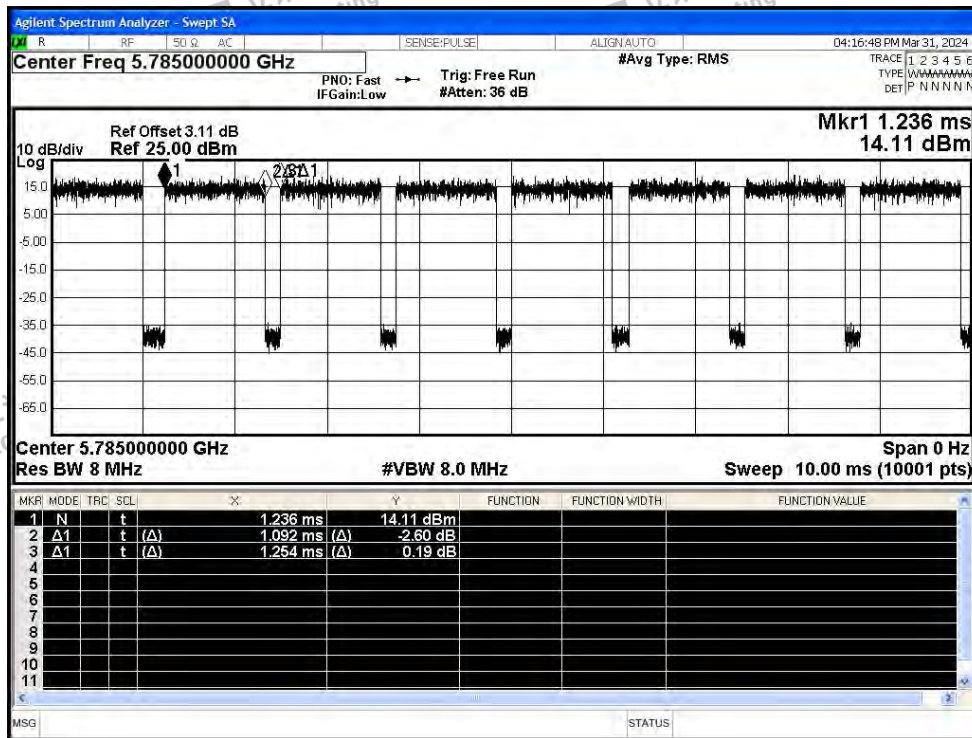 Agilent Spectrum Analyzer - Swept SA
LXI R RF 50 Ω AC SENSE:PULSE ALIGN AUTO 04:16:48 PM Mar 31, 2024
Center Freq 5.785000000 GHz #Avg Type: RMS TRACE 1 2 3 4 5 6
PNO: Fast Trig: Free Run TYPE WWWWWW
IFGain:Low #Atten: 36 dB DET P N N N N N
Mkr1 1.236 ms
Ref Offset 3.11 dB
10 dB/div Ref 25.00 dBm 14.11 dBm
Log
1 2 3Δ1
15.0
5.00
-5.00
-15.0
-25.0
-35.0
-45.0
-55.0
-65.0
Center 5.785000000 GHz Span 0 Hz
Res BW 8 MHz #VBW 8.0 MHz Sweep 10.00 ms (10001 pts)
MKR MODE TRC SCL X Y FUNCTION FUNCTION WIDTH FUNCTION VALUE
1 N t 1.236 ms 14.11 dBm
2 Δ1 t (Δ) 1.092 ms (Δ) -2.60 dB
3 Δ1 t (Δ) 1.254 ms (Δ) 0.19 dB
4
5
6
7
8
9
10
11
MSG STATUS